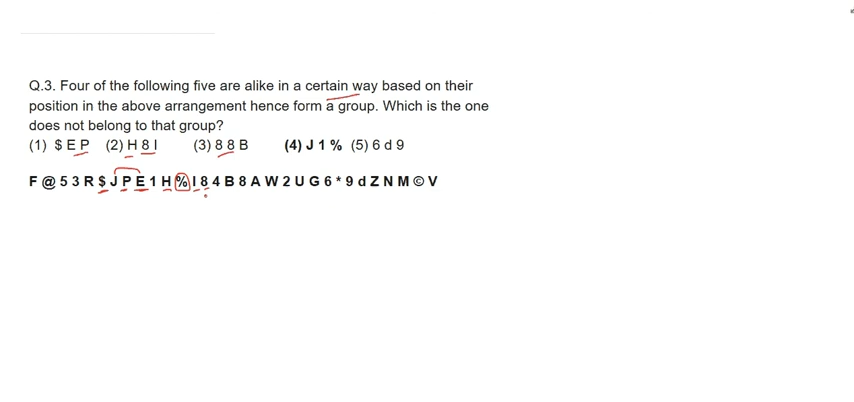 Q.3. Four of the following five are alike in a certain way based on their
position in the above arrangement hence form a group. Which is the one
does not belong to that group?
(1) $ E P (2) H 8 I (3) 8 8 B (4) J 1 % (5) 6 d 9
F @ 5 3 R $ J P E 1 H % I 8 4 B 8 A W 2 U G 6 * 9 d Z N M © V